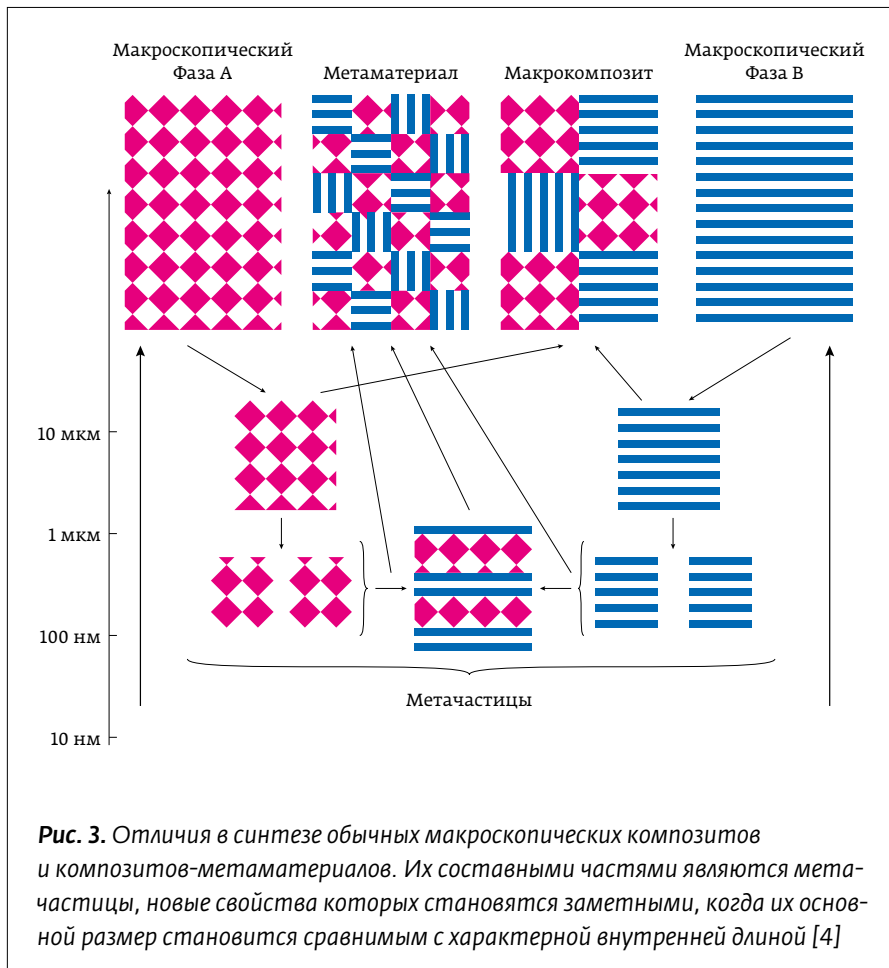 Макроскопический
Фаза A
Метаматериал
Макрокомпозит
Макроскопический
Фаза B
10 мкм
1 мкм
100 нм
10 нм
Метачастицы
Рис. 3. Отличия в синтезе обычных макроскопических композитов
и композитов-метаматериалов. Их составными частями являются мета-
частицы, новые свойства которых становятся заметными, когда их основ-
ной размер становится сравнимым с характерной внутренней длиной [4]